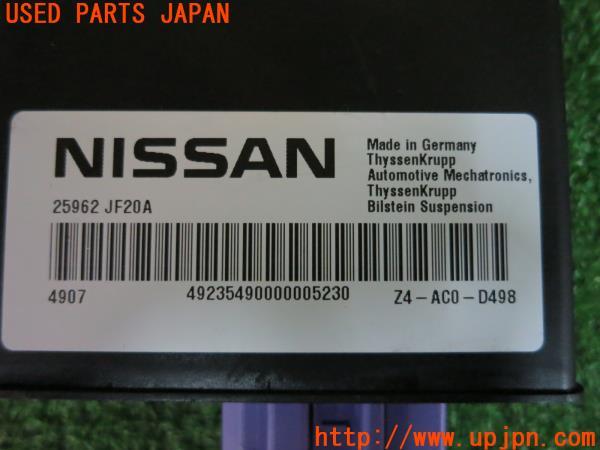 USED PARTS JAPAN
NISSAN
Made in Germany
ThyssenKrupp
Automotive Mechatronics,
ThyssenKrupp
Bilstein Suspension
25962 JF20A
4907
49235490000005230
Z4-AC0-D498
http://www.upjpn.com